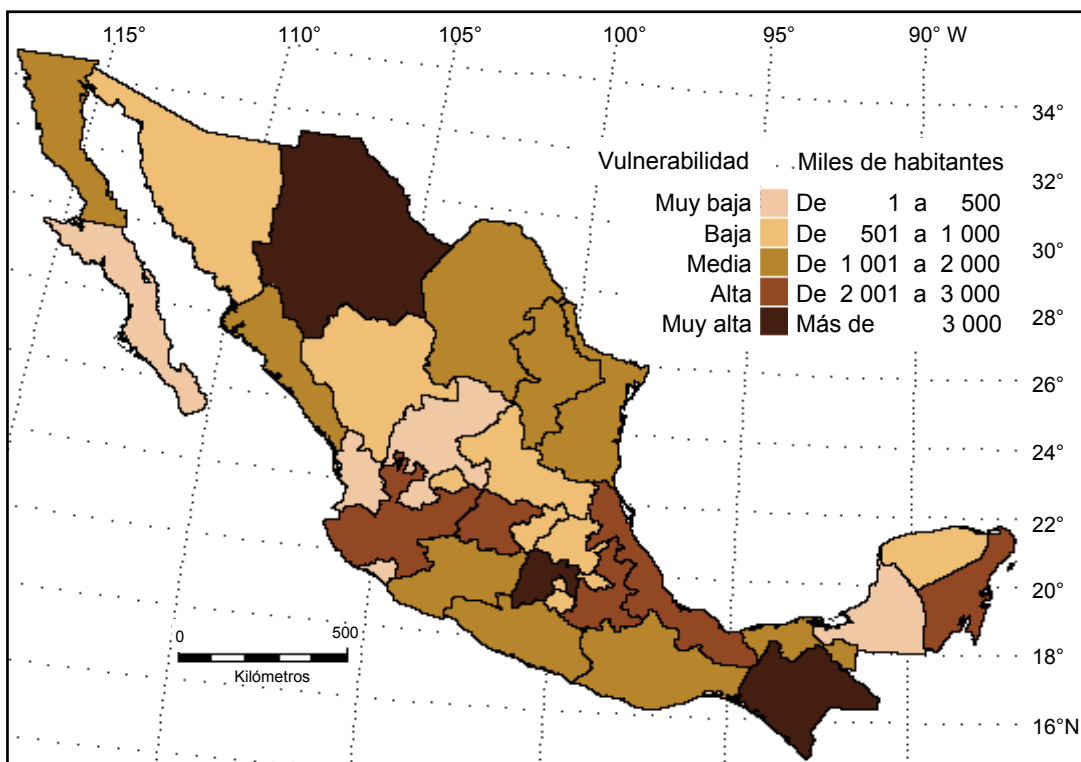 115° 110° 105° 100° 95° 90° W
34°
Vulnerabilidad Miles de habitantes
32°
Muy baja De 1 a 500
Baja De 501 a 1 000
30°
Media De 1 001 a 2 000
Alta De 2 001 a 3 000
28°
Muy alta Más de 3 000
26°
24°
22°
20°
0 500
Kilómetros
18°
16°N